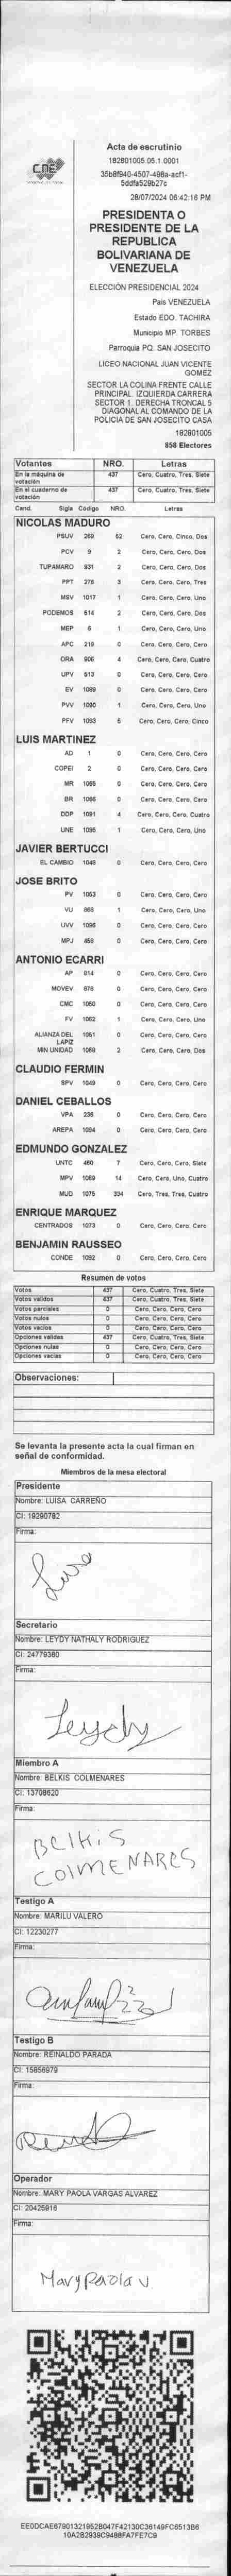 CNE
Acta de escrutinio
182801005.05.1.0001
35b8f940-4507-498a-acf1-
5ddfa529b27c
28/07/2024 06:42:16 PM
PRESIDENTA O
PRESIDENTE DE LA
REPUBLICA
BOLIVARIANA DE
VENEZUELA
ELECCIÓN PRESIDENCIAL 2024
País VENEZUELA
Estado EDO. TACHIRA
Municipio MP. TORBES
Parroquia PQ. SAN JOSECITO
LICEO NACIONAL JUAN VICENTE
GOMEZ
SECTOR LA COLINA FRENTE CALLE
PRINCIPAL. IZQUIERDA CARRERA
SECTOR 1. DERECHA TRONCAL 5
DIAGONAL AL COMANDO DE LA
POLICIA DE SAN JOSECITO CASA
182801005
858 Electores
Votantes NRO. Letras
En la máquina de votación 437 Cero, Cuatro, Tres, Siete
En el cuaderno de votación 437 Cero, Cuatro, Tres, Siete
Cand. Sigla Código NRO. Letras
NICOLAS MADURO
PSUV 269 52 Cero, Cero, Cinco, Dos
PCV 9 2 Cero, Cero, Cero, Dos
TUPAMARO 931 2 Cero, Cero, Cero, Dos
PPT 276 3 Cero, Cero, Cero, Tres
MSV 1017 1 Cero, Cero, Cero, Uno
PODEMOS 514 2 Cero, Cero, Cero, Dos
MEP 6 1 Cero, Cero, Cero, Uno
APC 219 0 Cero, Cero, Cero, Cero
ORA 906 4 Cero, Cero, Cero, Cuatro
UPV 513 0 Cero, Cero, Cero, Cero
EV 1089 0 Cero, Cero, Cero, Cero
PVV 1090 1 Cero, Cero, Cero, Uno
PFV 1093 5 Cero, Cero, Cero, Cinco
LUIS MARTINEZ
AD 1 0 Cero, Cero, Cero, Cero
COPEI 2 0 Cero, Cero, Cero, Cero
MR 1065 0 Cero, Cero, Cero, Cero
BR 1066 0 Cero, Cero, Cero, Cero
DDP 1091 4 Cero, Cero, Cero, Cuatro
UNE 1095 1 Cero, Cero, Cero, Uno
JAVIER BERTUCCI
EL CAMBIO 1048 0 Cero, Cero, Cero, Cero
JOSE BRITO
PV 1053 0 Cero, Cero, Cero, Cero
VU 868 1 Cero, Cero, Cero, Uno
UVV 1096 0 Cero, Cero, Cero, Cero
MPJ 458 0 Cero, Cero, Cero, Cero
ANTONIO ECARRI
AP 814 0 Cero, Cero, Cero, Cero
MOVEV 678 0 Cero, Cero, Cero, Cero
CMC 1050 0 Cero, Cero, Cero, Cero
FV 1062 1 Cero, Cero, Cero, Uno
ALIANZA DEL LAPIZ 1051 0 Cero, Cero, Cero, Cero
MIN UNIDAD 1069 2 Cero, Cero, Cero, Dos
CLAUDIO FERMIN
SPV 1049 0 Cero, Cero, Cero, Cero
DANIEL CEBALLOS
VPA 236 0 Cero, Cero, Cero, Cero
AREPA 1094 0 Cero, Cero, Cero, Cero
EDMUNDO GONZALEZ
UNTC 460 7 Cero, Cero, Cero, Siete
MPV 1069 14 Cero, Cero, Uno, Cuatro
MUD 1075 334 Cero, Tres, Tres, Cuatro
ENRIQUE MARQUEZ
CENTRADOS 1073 0 Cero, Cero, Cero, Cero
BENJAMIN RAUSSEO
CONDE 1092 0 Cero, Cero, Cero, Cero
Resumen de votos
Votos 437 Cero, Cuatro, Tres, Siete
Votos validos 437 Cero, Cuatro, Tres, Siete
Votos parciales 0 Cero, Cero, Cero, Cero
Votos nulos 0 Cero, Cero, Cero, Cero
Votos vacíos 0 Cero, Cero, Cero, Cero
Opciones validas 437 Cero, Cuatro, Tres, Siete
Opciones nulas 0 Cero, Cero, Cero, Cero
Opciones vacías 0 Cero, Cero, Cero, Cero
Observaciones:
Se levanta la presente acta la cual firman en
señal de conformidad.
Miembros de la mesa electoral
Presidente
Nombre: LUISA CARREÑO
CI: 19290782
Firma:
Luisa
Secretario
Nombre: LEYDY NATHALY RODRIGUEZ
CI: 24779380
Firma:
Leydy
Miembro A
Nombre: BELKIS COLMENARES
CI: 13708620
Firma:
BelKiS
COlMENARES
Testigo A
Nombre: MARILU VALERO
CI: 12230277
Firma:
Testigo B
Nombre: REINALDO PARADA
CI: 15656979
Firma:
Operador
Nombre: MARY PAOLA VARGAS ALVAREZ
CI: 20425916
Firma:
Mary Paola V
EE0DCAE67901321952B047F42130C36149FC6513B6
10A2B2939C9488FA7FE7C9